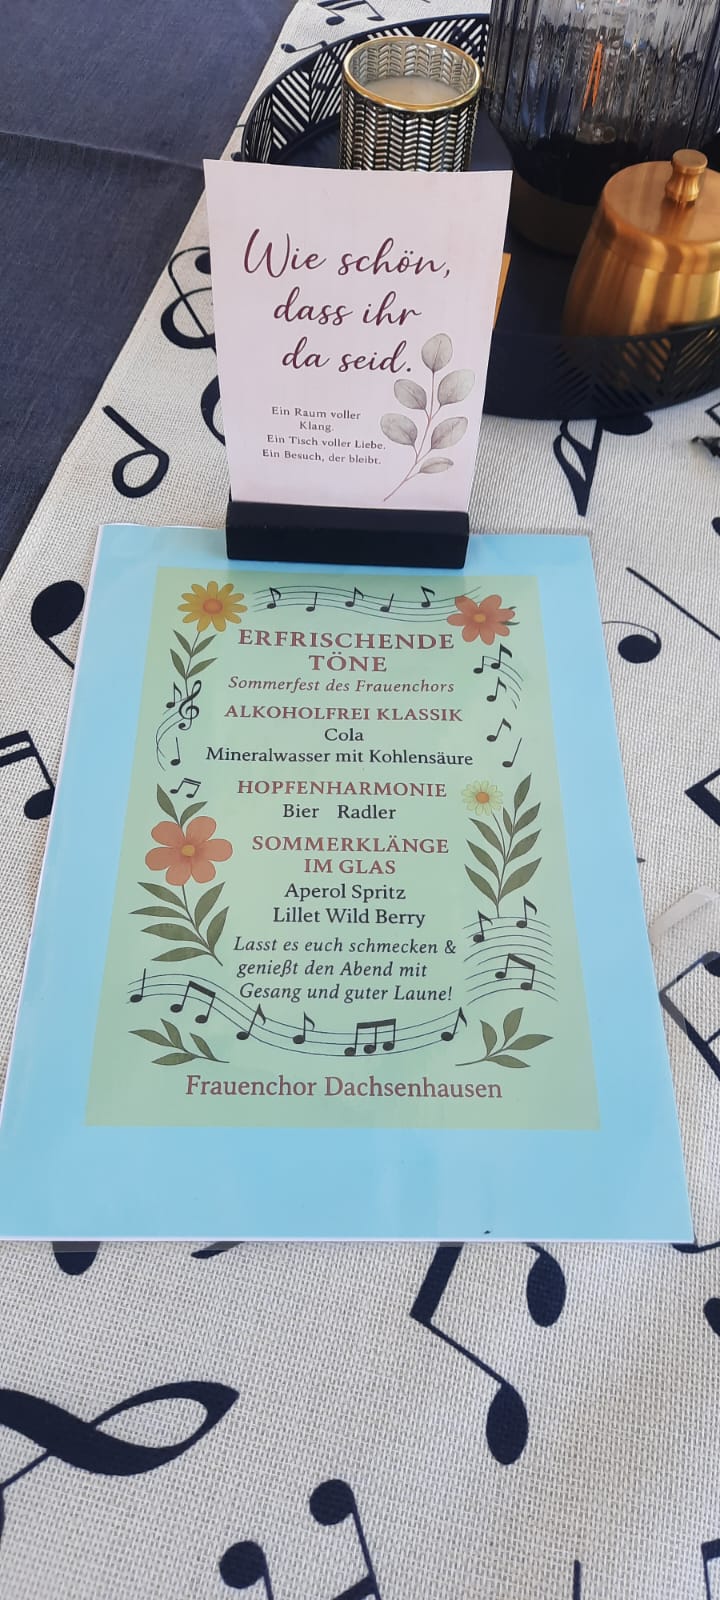 Wie schön,
dass ihr
da seid.
Ein Raum voller
Klang.
Ein Tisch voller Liebe.
Ein Besuch, der bleibt.
ERFRISCHENDE
TÖNE
Sommerfest des Frauenchors
ALKOHOLFREI KLASSIK
Cola
Mineralwasser mit Kohlensäure
HOPFENHARMONIE
Bier Radler
SOMMERKLÄNGE
IM GLAS
Aperol Spritz
Lillet Wild Berry
Lasst es euch schmecken &
genießt den Abend mit
Gesang und guter Laune!
Frauenchor Dachsenhausen